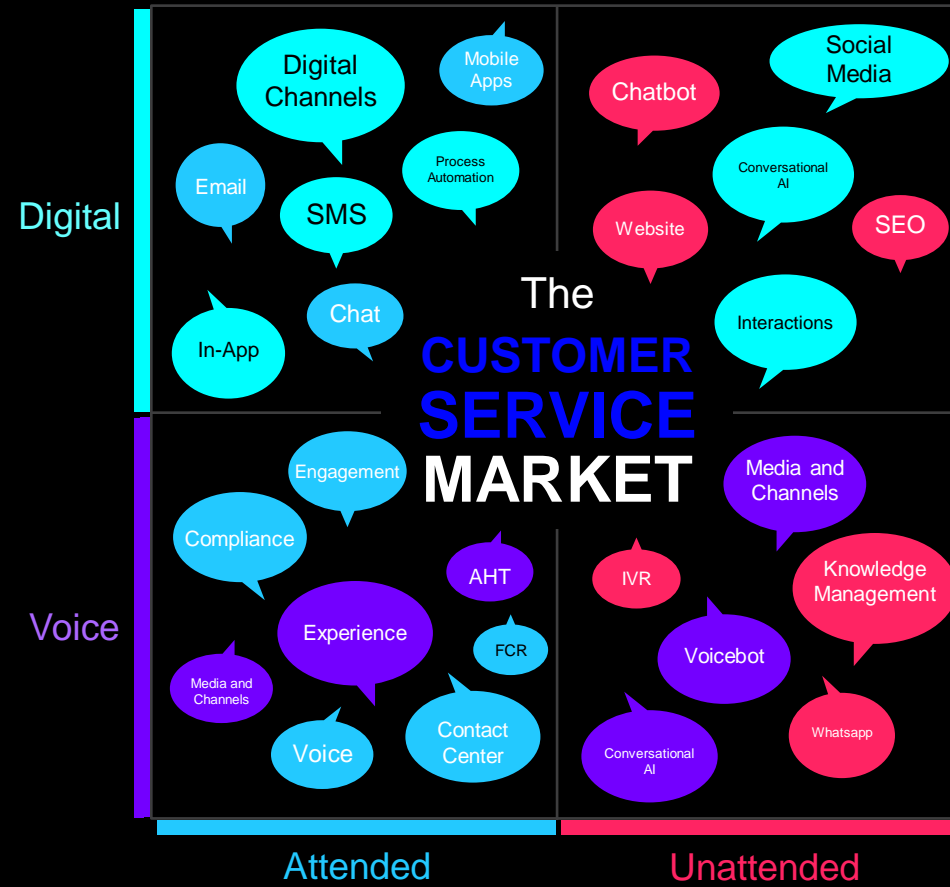 Digital
Channels
Mobile
Apps
Email
SMS
Process
Automation
In-App
Chat
Chatbot
Social
Media
Conversational
AI
Website
SEO
Interactions
Digital
The
CUSTOMER
SERVICE
MARKET
Voice
Engagement
Compliance
AHT
Experience
FCR
Media and
Channels
Voice
Contact
Center
Media and
Channels
IVR
Knowledge
Management
Voicebot
Whatsapp
Conversational
AI
Attended
Unattended